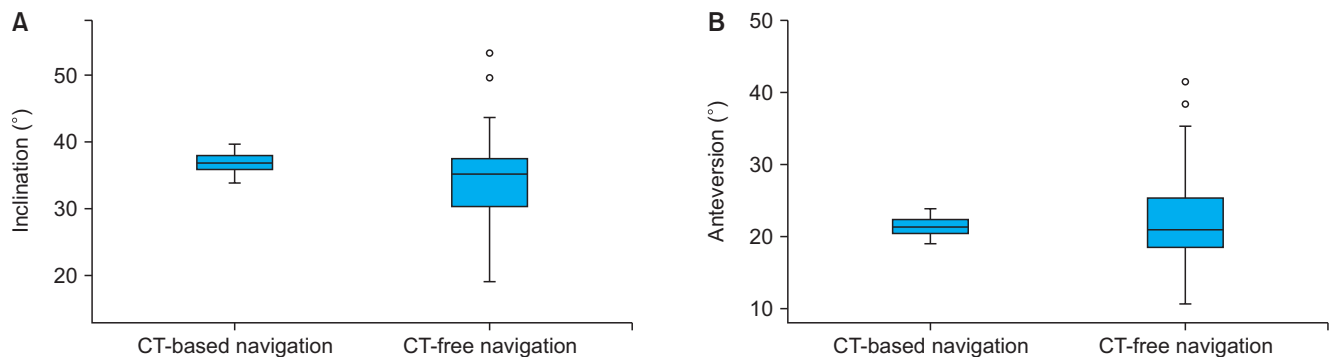 A
Inclination (°)
50
40
30
20
CT-based navigation
CT-free navigation
B
Anteversion (°)
50
40
30
20
10
CT-based navigation
CT-free navigation